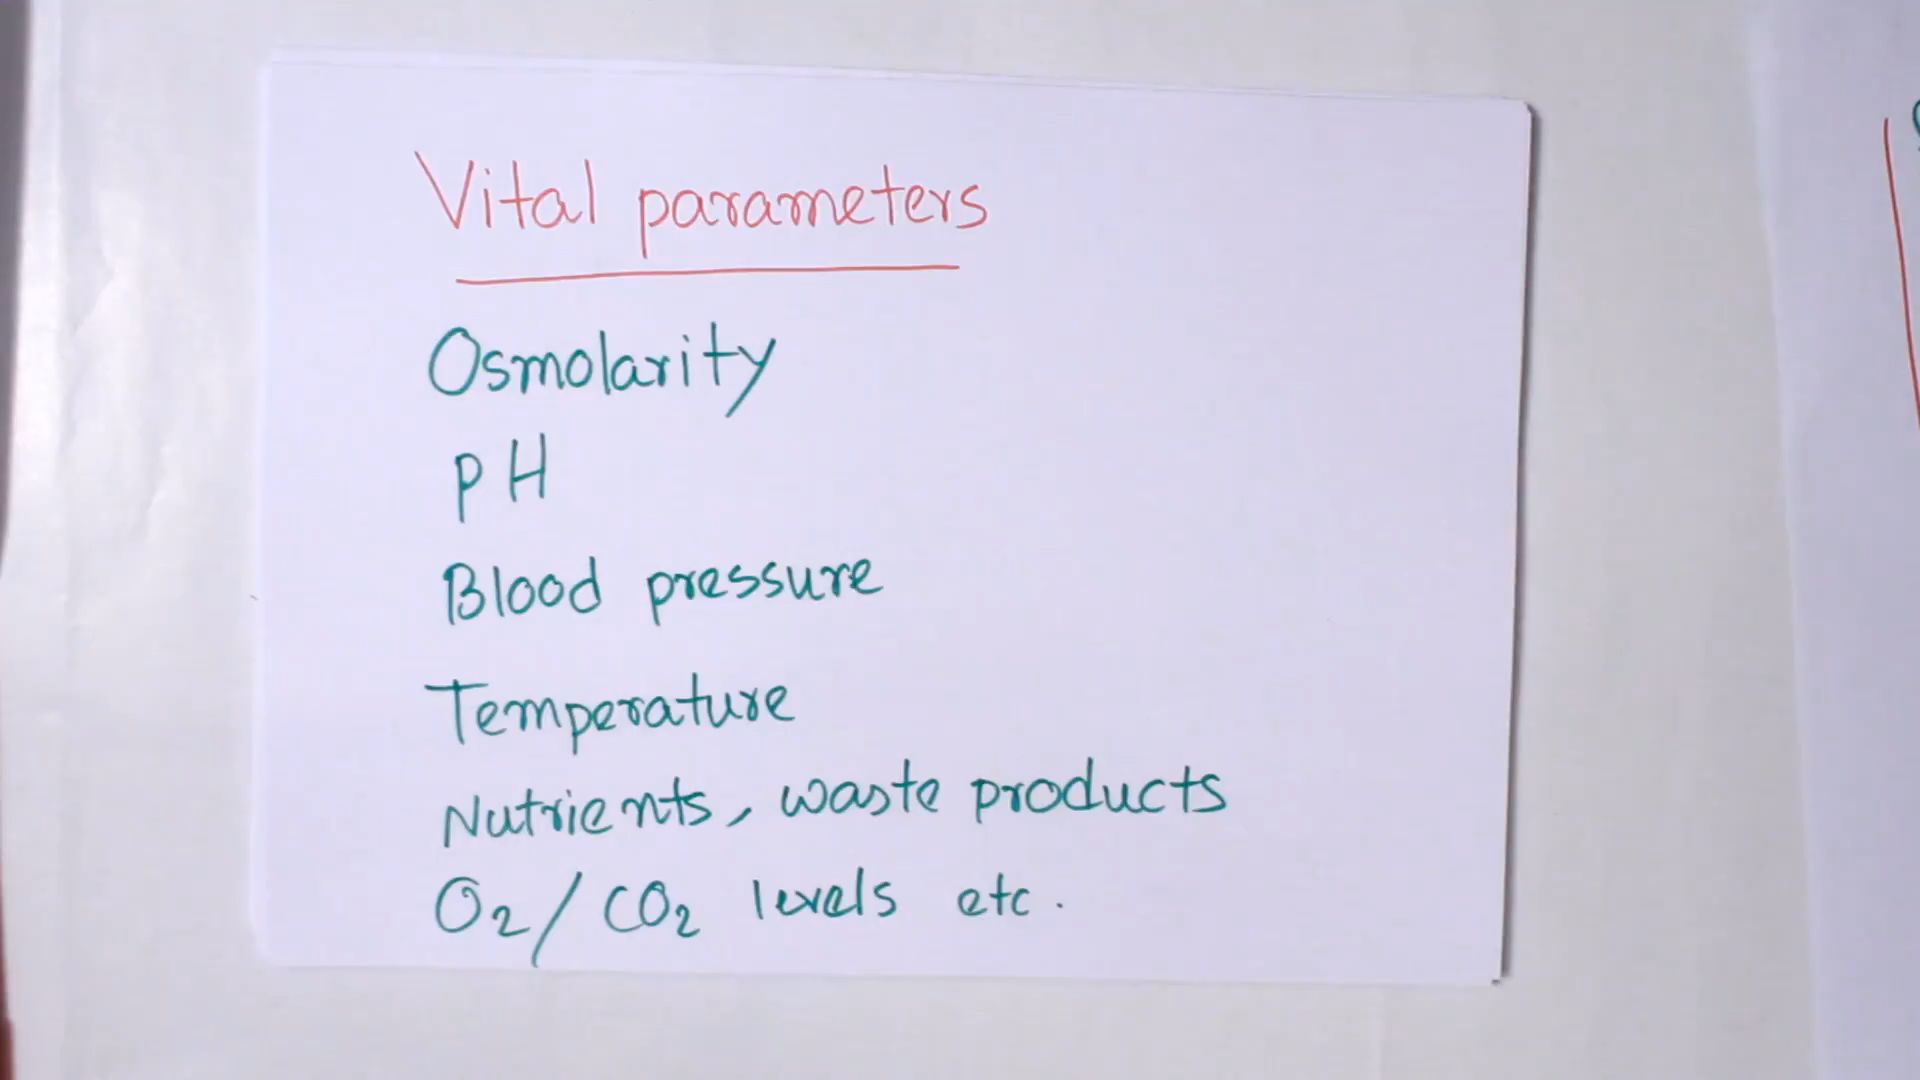 Vital parameters
Osmolarity
pH
Blood pressure
Temperature
Nutrients, waste products
O₂/CO₂ levels etc.